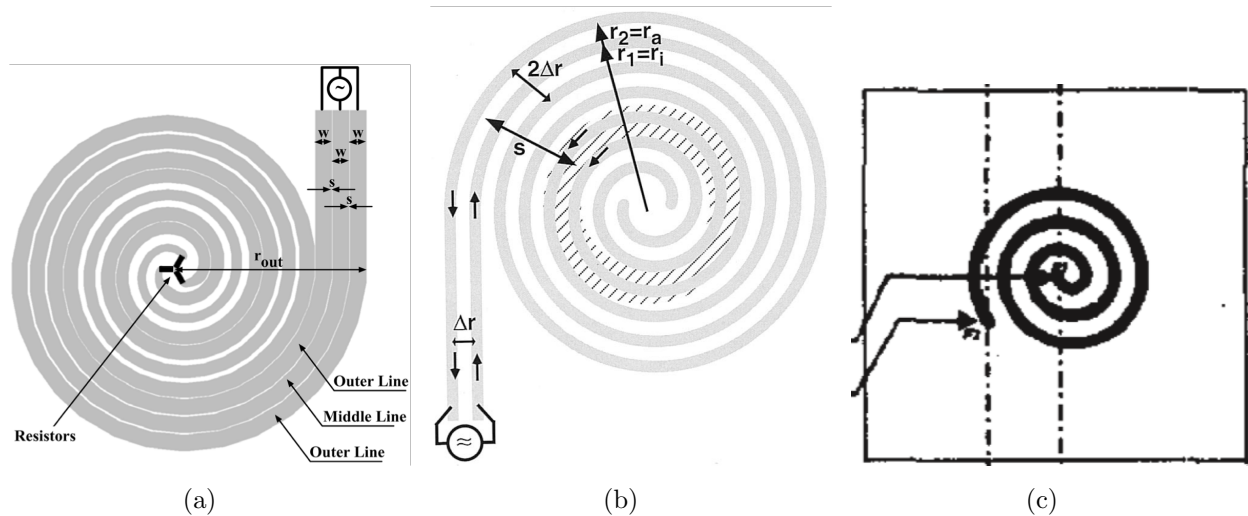 w w
w
s
s
r_out
Outer Line
Middle Line
Outer Line
Resistors
(a)
r₂=rₐ
r₁=rᵢ
2Δr
s
Δr
(b)
(c)